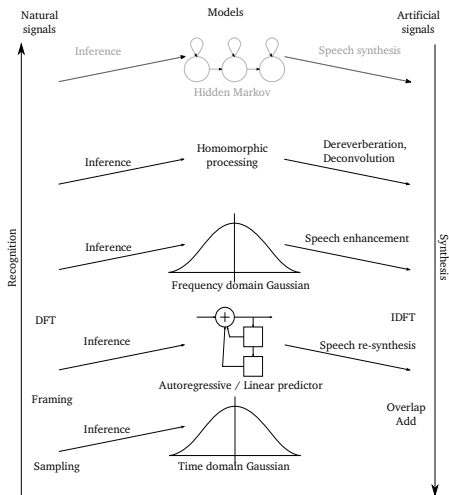 Natural
signals
Models
Artificial
signals
Inference
Speech synthesis
Hidden Markov
Inference
Homomorphic
processing
Dereverberation,
Deconvolution
Recognition
Inference
Speech enhancement
Synthesis
Frequency domain Gaussian
DFT
IDFT
Inference
+
Speech re-synthesis
Autoregressive / Linear predictor
Framing
Overlap
Add
Inference
Sampling
Time domain Gaussian